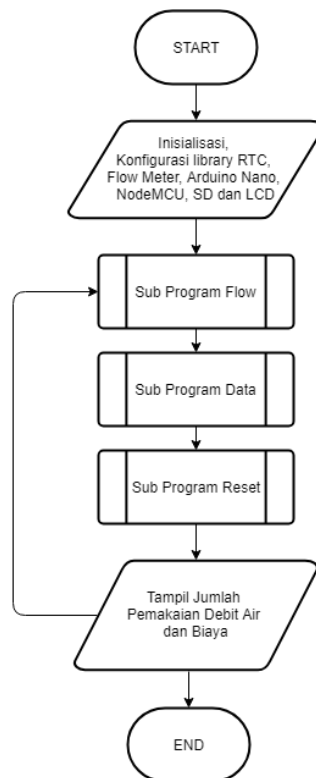 START
Inisialisasi,
Konfigurasi library RTC,
Flow Meter, Arduino Nano,
NodeMCU, SD dan LCD
Sub Program Flow
Sub Program Data
Sub Program Reset
Tampil Jumlah
Pemakaian Debit Air
dan Biaya
END